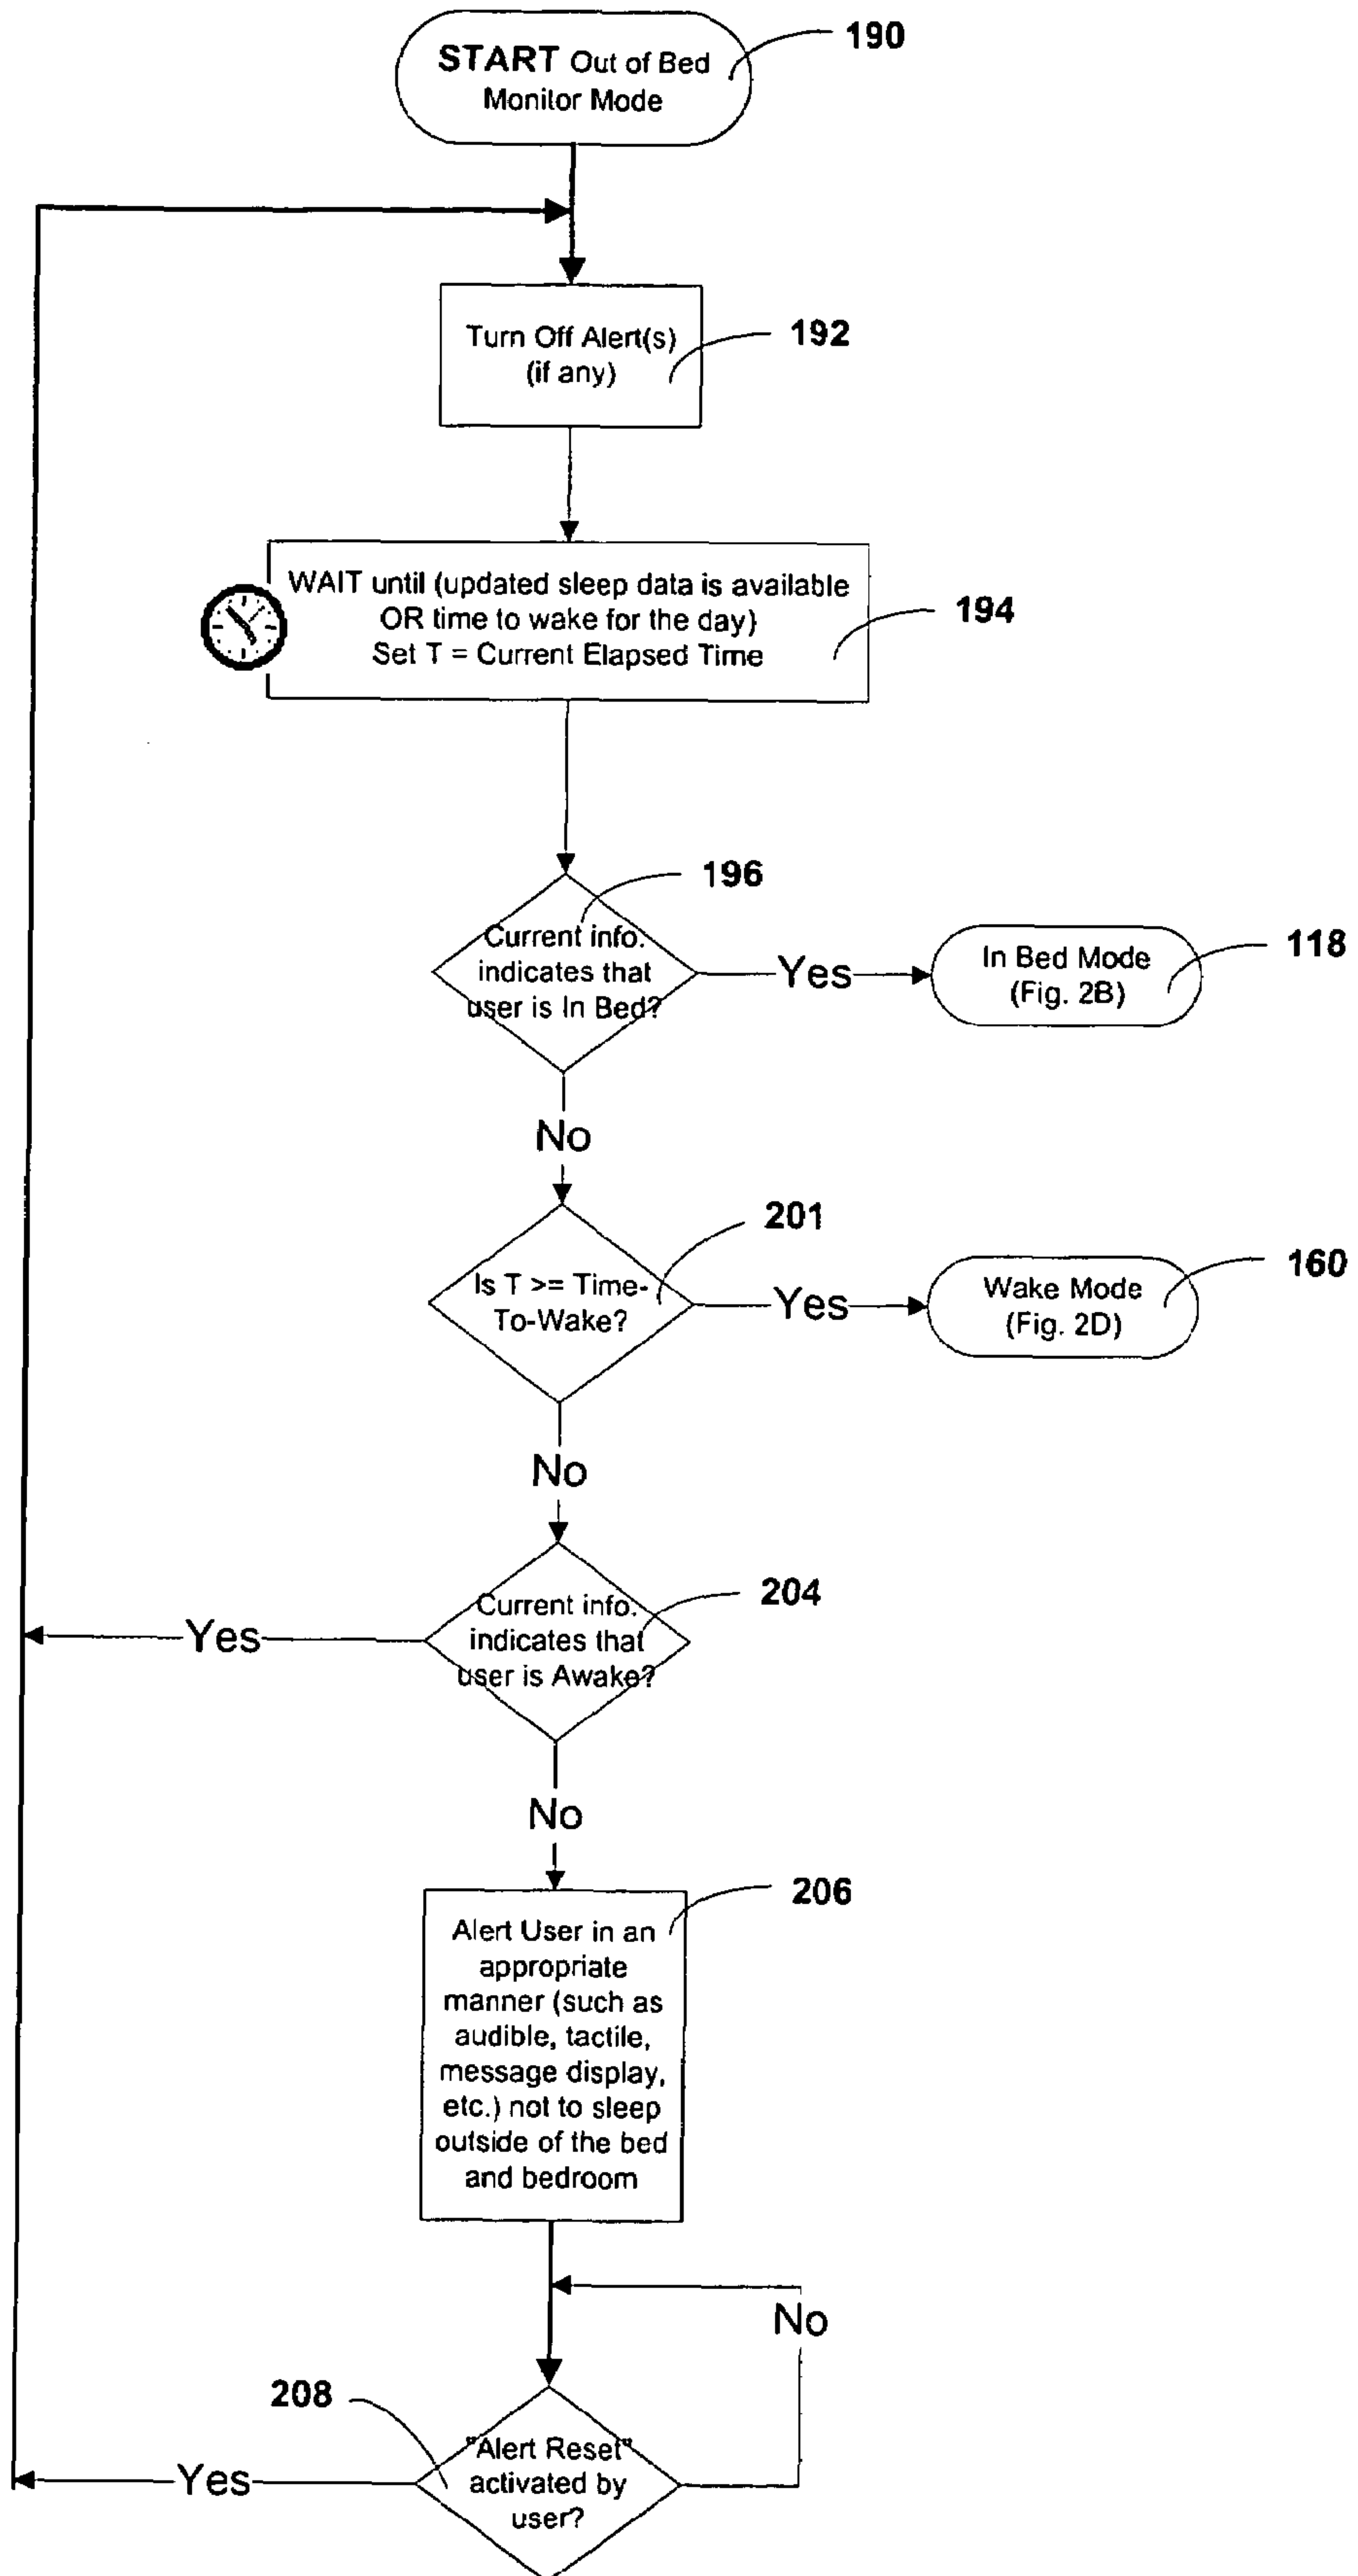 START Out of Bed
Monitor Mode
190
Turn Off Alert(s)
(if any)
192
WAIT until (updated sleep data is available
OR time to wake for the day)
Set T = Current Elapsed Time
194
196
Current info.
indicates that
user is In Bed?
Yes
In Bed Mode
(Fig. 2B)
118
No
201
Is T >= Time-
To-Wake?
Yes
Wake Mode
(Fig. 2D)
160
No
204
Current info.
indicates that
user is Awake?
Yes
No
206
Alert User in an
appropriate
manner (such as
audible, tactile,
message display,
etc.) not to sleep
outside of the bed
and bedroom
No
208
"Alert Reset"
activated by
user?
Yes